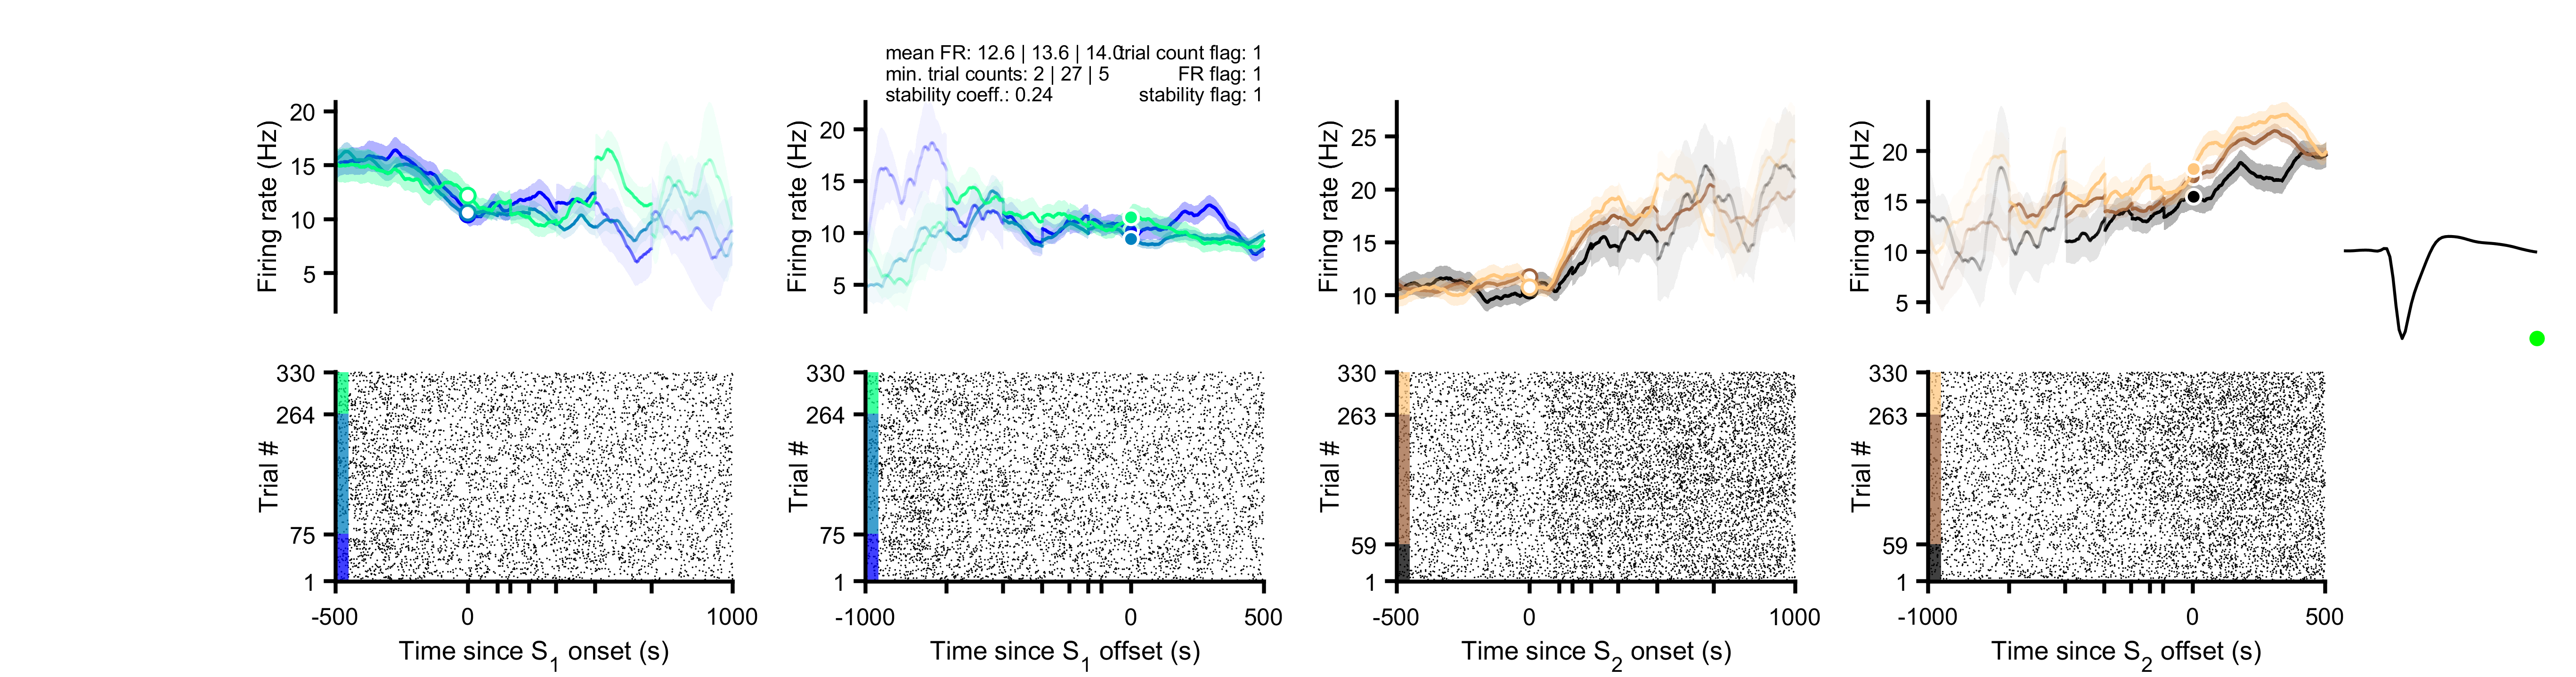 mean FR: 12.6 | 13.6 | 14.0
trial count flag: 1
min. trial counts: 2 | 27 | 5
FR flag: 1
stability coeff.: 0.24
stability flag: 1
Firing rate (Hz)
20
15
10
5
Firing rate (Hz)
20
15
10
5
Firing rate (Hz)
25
20
15
10
Firing rate (Hz)
20
15
10
5
Trial #
330
264
75
1
-500
0
1000
Time since S1 onset (s)
Trial #
330
264
75
1
-1000
0
500
Time since S1 offset (s)
Trial #
330
263
59
1
-500
0
1000
Time since S2 onset (s)
Trial #
330
263
59
1
-1000
0
500
Time since S2 offset (s)